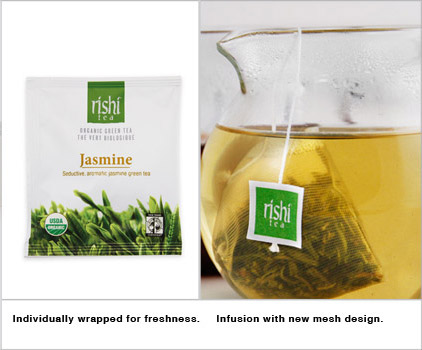 rishi
tea
ORGANIC GREEN TEA
THÉ VERT BIOLOGIQUE
Jasmine
Seductive, aromatic jasmine green tea
USDA
ORGANIC
rishi
tea
Individually wrapped for freshness.
Infusion with new mesh design.